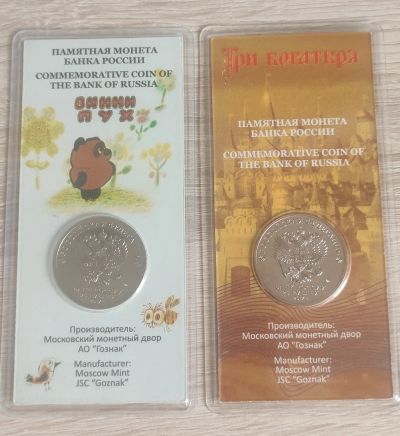 ПАМЯТНАЯ МОНЕТА
БАНКА РОССИИ
COMMEMORATIVE COIN OF
THE BANK OF RUSSIA
ВИННИ
ПУХ
Производитель:
Московский монетный двор
АО "Гознак"
Manufacturer:
Moscow Mint
JSC "Goznak"
Три богатыря
ПАМЯТНАЯ МОНЕТА
БАНКА РОССИИ
COMMEMORATIVE COIN OF
THE BANK OF RUSSIA
РОССИЙСКАЯ ФЕДЕРАЦИЯ
Производитель:
Московский монетный двор
АО "Гознак"
Manufacturer:
Moscow Mint
JSC "Goznak"